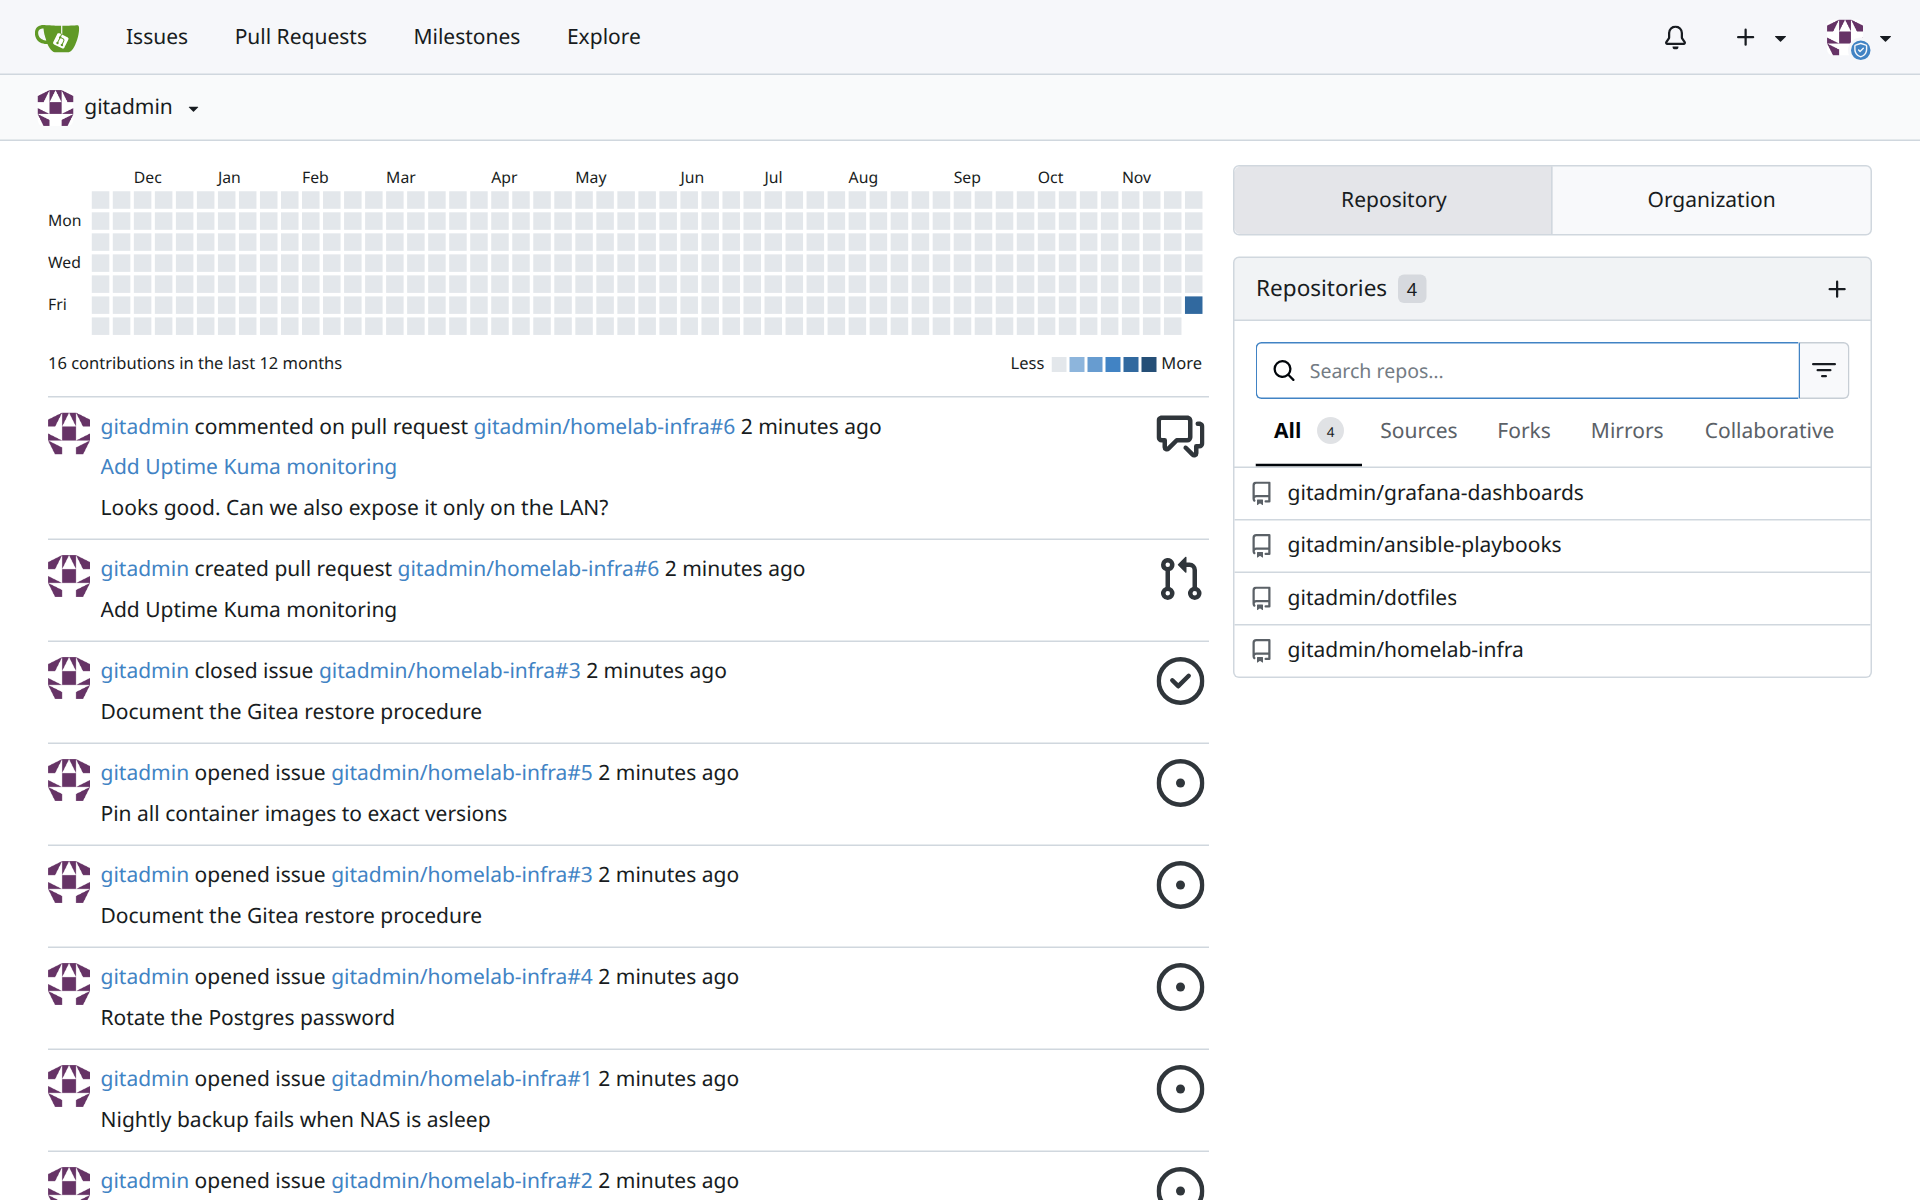 Issues Pull Requests Milestones Explore
gitadmin
Dec Jan Feb Mar Apr May Jun Jul Aug Sep Oct Nov
Mon
Wed
Fri
16 contributions in the last 12 months
Less More
gitadmin commented on pull request gitadmin/homelab-infra#6 2 minutes ago
Add Uptime Kuma monitoring
Looks good. Can we also expose it only on the LAN?
gitadmin created pull request gitadmin/homelab-infra#6 2 minutes ago
Add Uptime Kuma monitoring
gitadmin closed issue gitadmin/homelab-infra#3 2 minutes ago
Document the Gitea restore procedure
gitadmin opened issue gitadmin/homelab-infra#5 2 minutes ago
Pin all container images to exact versions
gitadmin opened issue gitadmin/homelab-infra#3 2 minutes ago
Document the Gitea restore procedure
gitadmin opened issue gitadmin/homelab-infra#4 2 minutes ago
Rotate the Postgres password
gitadmin opened issue gitadmin/homelab-infra#1 2 minutes ago
Nightly backup fails when NAS is asleep
gitadmin opened issue gitadmin/homelab-infra#2 2 minutes ago
Repository Organization
Repositories 4
Search repos...
All 4 Sources Forks Mirrors Collaborative
gitadmin/grafana-dashboards
gitadmin/ansible-playbooks
gitadmin/dotfiles
gitadmin/homelab-infra